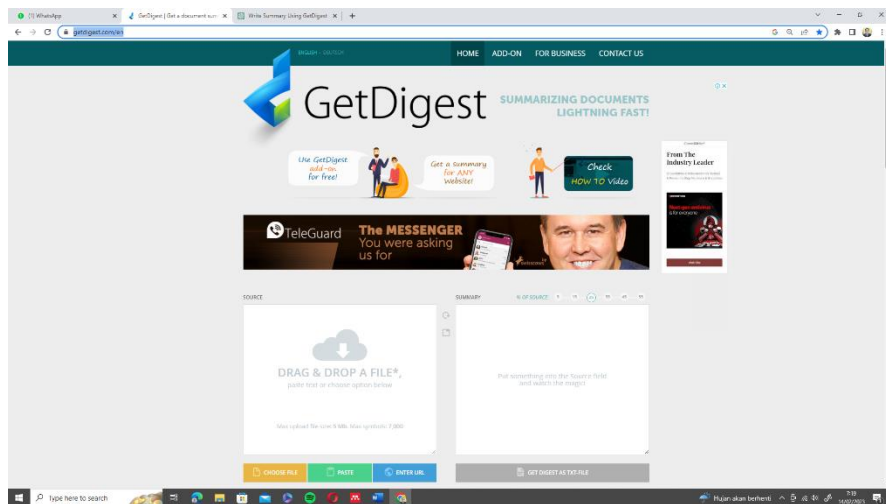 (1) WhatsApp
GetDigest | Get a document sum
Write Summary Using GetDigest
getdigest.com/en
ENGLISH
HOME ADD-ON FOR BUSINESS CONTACT US
GetDigest
SUMMARIZING DOCUMENTS
LIGHTNING FAST!
Use GetDigest
add-on
for free!
Get a Summary
for ANY
Website!
Check
HOW TO Video
From The
Industry Leader
TeleGuard
The MESSENGER
You were asking
us for
SOURCE
SUMMARY
% OF SOURCE
DRAG & DROP A FILE*,
paste text or choose option below
Put something into the Source field
and watch the magic!
CHOOSE FILE
PASTE
ENTER URL
GET DIGEST AS TXT-FILE
Type here to search
Hujan akan berhenti